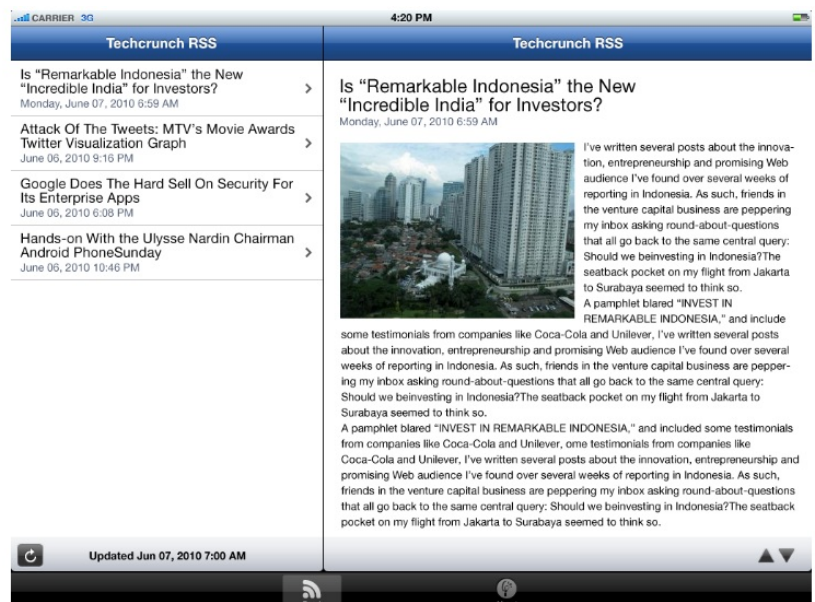 CARRIER 3G
4:20 PM
Techcrunch RSS
Is “Remarkable Indonesia” the New
“Incredible India” for Investors?
Monday, June 07, 2010 6:59 AM
Attack Of The Tweets: MTV’s Movie Awards
Twitter Visualization Graph
June 06, 2010 9:16 PM
Google Does The Hard Sell On Security For
Its Enterprise Apps
June 06, 2010 6:08 PM
Hands-on With the Ulysse Nardin Chairman
Android PhoneSunday
June 06, 2010 10:46 PM
Updated Jun 07, 2010 7:00 AM
Techcrunch RSS
Is “Remarkable Indonesia” the New
“Incredible India” for Investors?
Monday, June 07, 2010 6:59 AM
I’ve written several posts about the innova-
tion, entrepreneurship and promising Web
audience I’ve found over several weeks of
reporting in Indonesia. As such, friends in
the venture capital business are peppering
my inbox asking round-about-questions
that all go back to the same central query:
Should we beinvesting in Indonesia?The
seatback pocket on my flight from Jakarta
to Surabaya seemed to think so.
A pamphlet blared “INVEST IN
REMARKABLE INDONESIA,” and include
some testimonials from companies like Coca-Cola and Unilever, I’ve written several posts
about the innovation, entrepreneurship and promising Web audience I’ve found over several
weeks of reporting in Indonesia. As such, friends in the venture capital business are pepper-
ing my inbox asking round-about-questions that all go back to the same central query:
Should we beinvesting in Indonesia?The seatback pocket on my flight from Jakarta to
Surabaya seemed to think so.
A pamphlet blared “INVEST IN REMARKABLE INDONESIA,” and included some testimonials
from companies like Coca-Cola and Unilever, ome testimonials from companies like
Coca-Cola and Unilever, I’ve written several posts about the innovation, entrepreneurship and
promising Web audience I’ve found over several weeks of reporting in Indonesia. As such,
friends in the venture capital business are peppering my inbox asking round-about-questions
that all go back to the same central query: Should we beinvesting in Indonesia?The seatback
pocket on my flight from Jakarta to Surabaya seemed to think so.